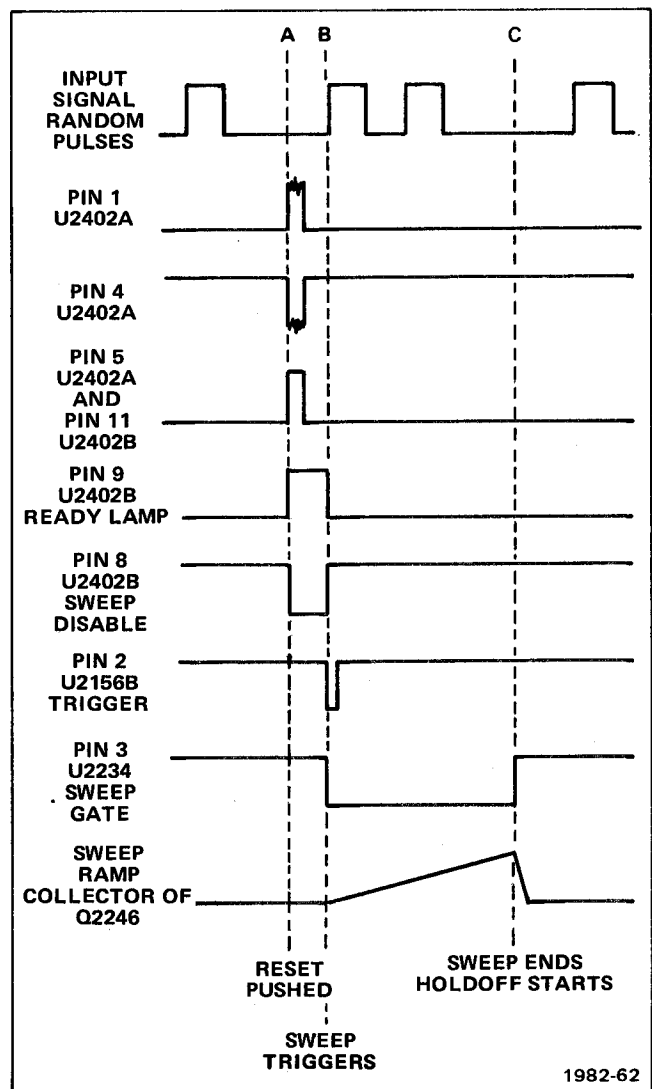 A B C
INPUT
SIGNAL
RANDOM
PULSES
PIN 1
U2402A
PIN 4
U2402A
PIN 5
U2402A
AND
PIN 11
U2402B
PIN 9
U2402B
READY LAMP
PIN 8
U2402B
SWEEP
DISABLE
PIN 2
U2156B
TRIGGER
PIN 3
U2234
SWEEP
GATE
SWEEP
RAMP
COLLECTOR OF
Q2246
RESET
PUSHED
SWEEP ENDS
HOLDOFF STARTS
SWEEP
TRIGGERS
1982-62